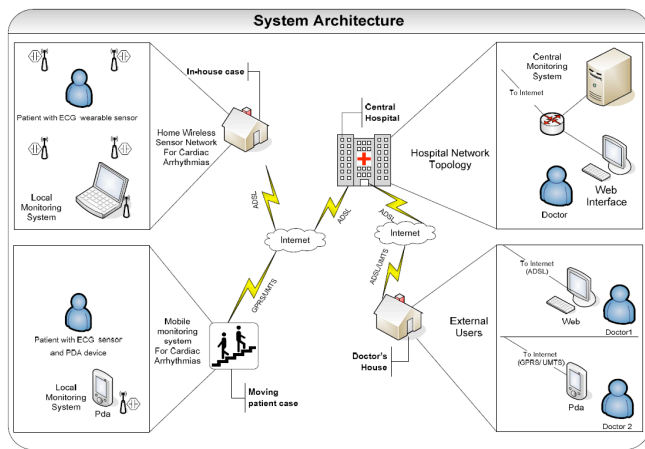 System Architecture
Patient with ECG wearable sensor
Local
Monitoring
System
In-house case
Home Wireless
Sensor Network
For Cardiac
Arrhythmias
Central
Hospital
Hospital Network
Topology
Central
Monitoring
System
To Internet
Web
Interface
Doctor
ADSL
ADSL
ADSL
Internet
Internet
GPRS/UMTS
ADSL/UMTS
Patient with ECG sensor
and PDA device
Local
Monitoring
System
Pda
Mobile
monitoring
system
For Cardiac
Arrhythmias
Moving
patient case
Doctor's
House
External
Users
To Internet
(ADSL)
Web
Doctor1
To Internet
(GPRS/UMTS)
Pda
Doctor 2